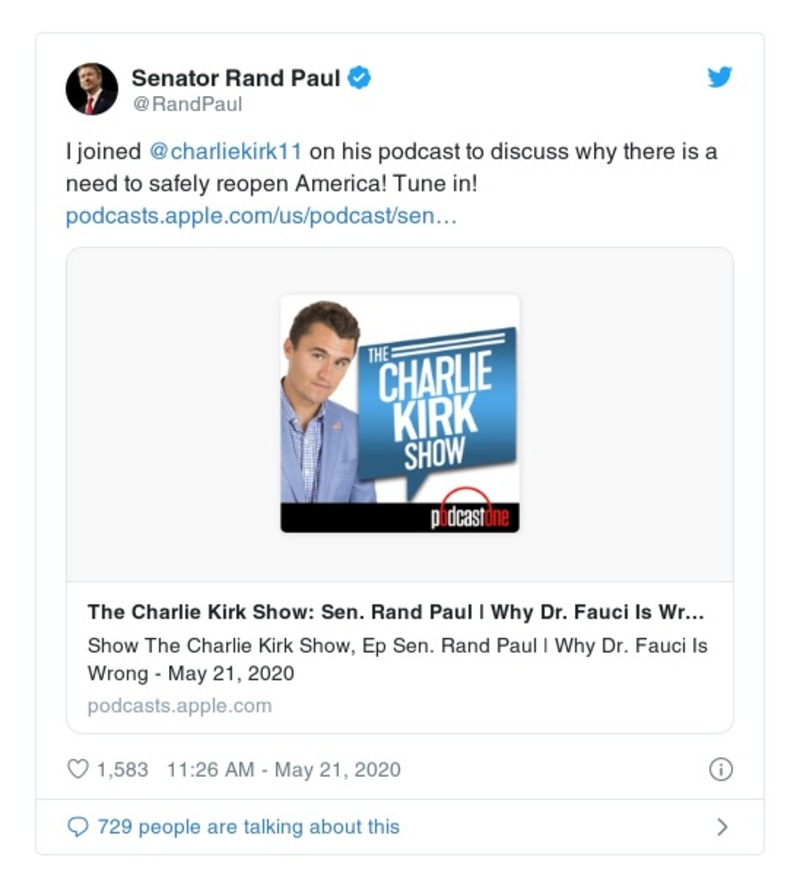 Senator Rand Paul
@RandPaul
I joined @charliekirk11 on his podcast to discuss why there is a
need to safely reopen America! Tune in!
podcasts.apple.com/us/podcast/sen…
THE
CHARLIE
KIRK
SHOW
podcastone
The Charlie Kirk Show: Sen. Rand Paul | Why Dr. Fauci Is Wr…
Show The Charlie Kirk Show, Ep Sen. Rand Paul | Why Dr. Fauci Is
Wrong - May 21, 2020
podcasts.apple.com
1,583 11:26 AM - May 21, 2020
729 people are talking about this